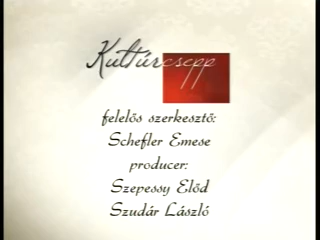 Kultúrcsepp
felelős szerkesztő:
Schefler Emese
producer:
Szepessy Előd
Szudár László